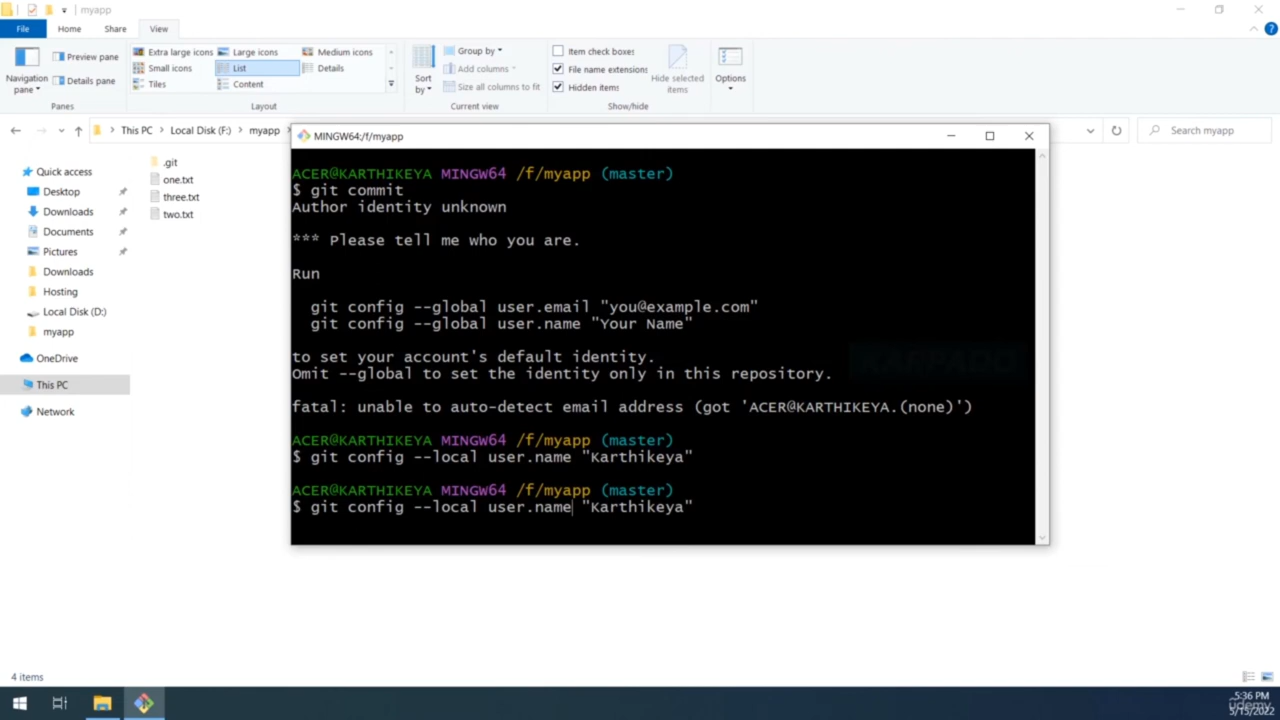 myapp
File Home Share View
Navigation pane
Preview pane
Details pane
Panes
Extra large icons Large icons Medium icons
Small icons List Details
Tiles Content
Layout
Sort by
Group by
Add columns
Size all columns to fit
Current view
Item check boxes
File name extensions
Hidden items
Hide selected items
Show/hide
Options
This PC Local Disk (F:) myapp
Search myapp
Quick access
Desktop
Downloads
Documents
Pictures
Downloads
Hosting
Local Disk (D:)
myapp
OneDrive
This PC
Network
.git
one.txt
three.txt
two.txt
MINGW64:/f/myapp
ACER@KARTHIKEYA MINGW64 /f/myapp (master)
$ git commit
Author identity unknown
*** Please tell me who you are.
Run
git config --global user.email "you@example.com"
git config --global user.name "Your Name"
to set your account's default identity.
Omit --global to set the identity only in this repository.
fatal: unable to auto-detect email address (got 'ACER@KARTHIKEYA.(none)')
ACER@KARTHIKEYA MINGW64 /f/myapp (master)
$ git config --local user.name "Karthikeya"
ACER@KARTHIKEYA MINGW64 /f/myapp (master)
$ git config --local user.name "Karthikeya"
4 items
5:36 PM
5/15/2022
udemy